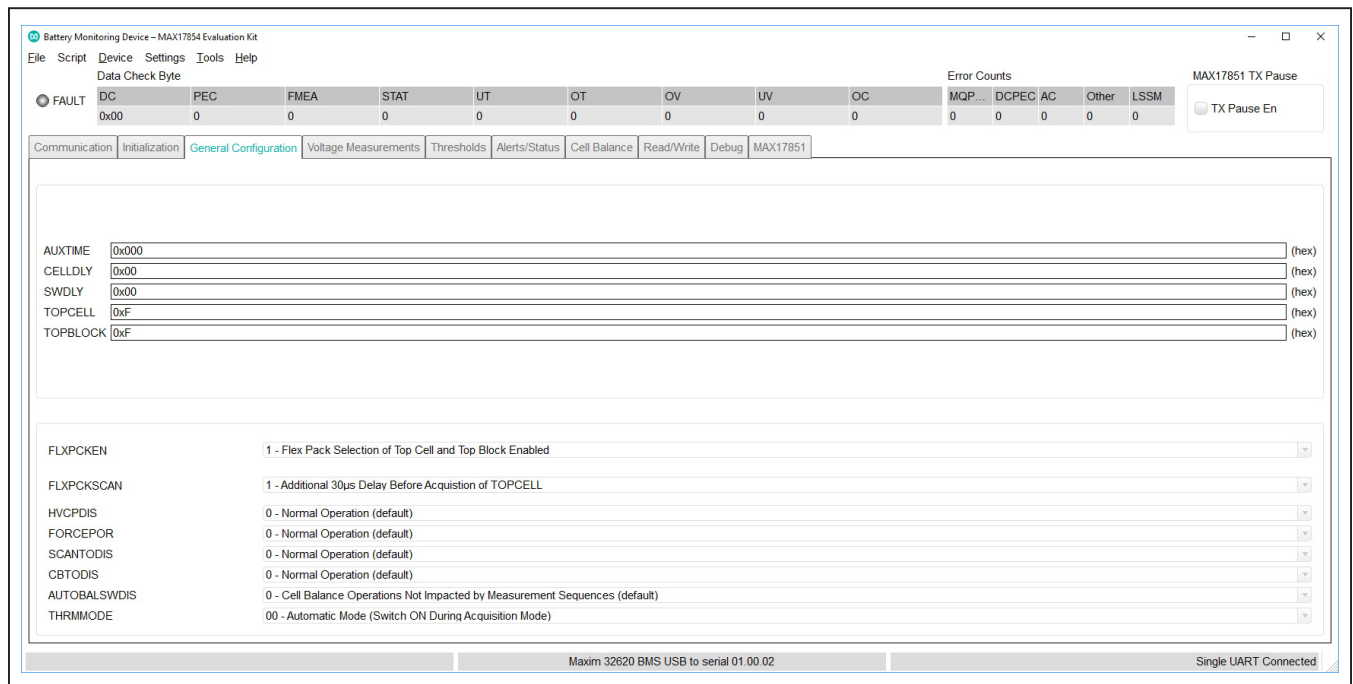 Battery Monitoring Device – MAX17854 Evaluation Kit
File Script Device Settings Tools Help
Data Check Byte Error Counts MAX17851 TX Pause
FAULT DC PEC FMEA STAT UT OT OV UV OC MQP... DCPEC AC Other LSSM
0x00 0 0 0 0 0 0 0 0 0 0 0 0 0 TX Pause En
Communication Initialization General Configuration Voltage Measurements Thresholds Alerts/Status Cell Balance Read/Write Debug MAX17851
AUXTIME 0x000 (hex)
CELLDLY 0x00 (hex)
SWDLY 0x00 (hex)
TOPCELL 0xF (hex)
TOPBLOCK 0xF (hex)
FLXPCKEN 1 - Flex Pack Selection of Top Cell and Top Block Enabled
FLXPCKSCAN 1 - Additional 30µs Delay Before Acquistion of TOPCELL
HVCPDIS 0 - Normal Operation (default)
FORCEPOR 0 - Normal Operation (default)
SCANTODIS 0 - Normal Operation (default)
CBTODIS 0 - Normal Operation (default)
AUTOBALSWDIS 0 - Cell Balance Operations Not Impacted by Measurement Sequences (default)
THRMMODE 00 - Automatic Mode (Switch ON During Acquisition Mode)
Maxim 32620 BMS USB to serial 01.00.02 Single UART Connected